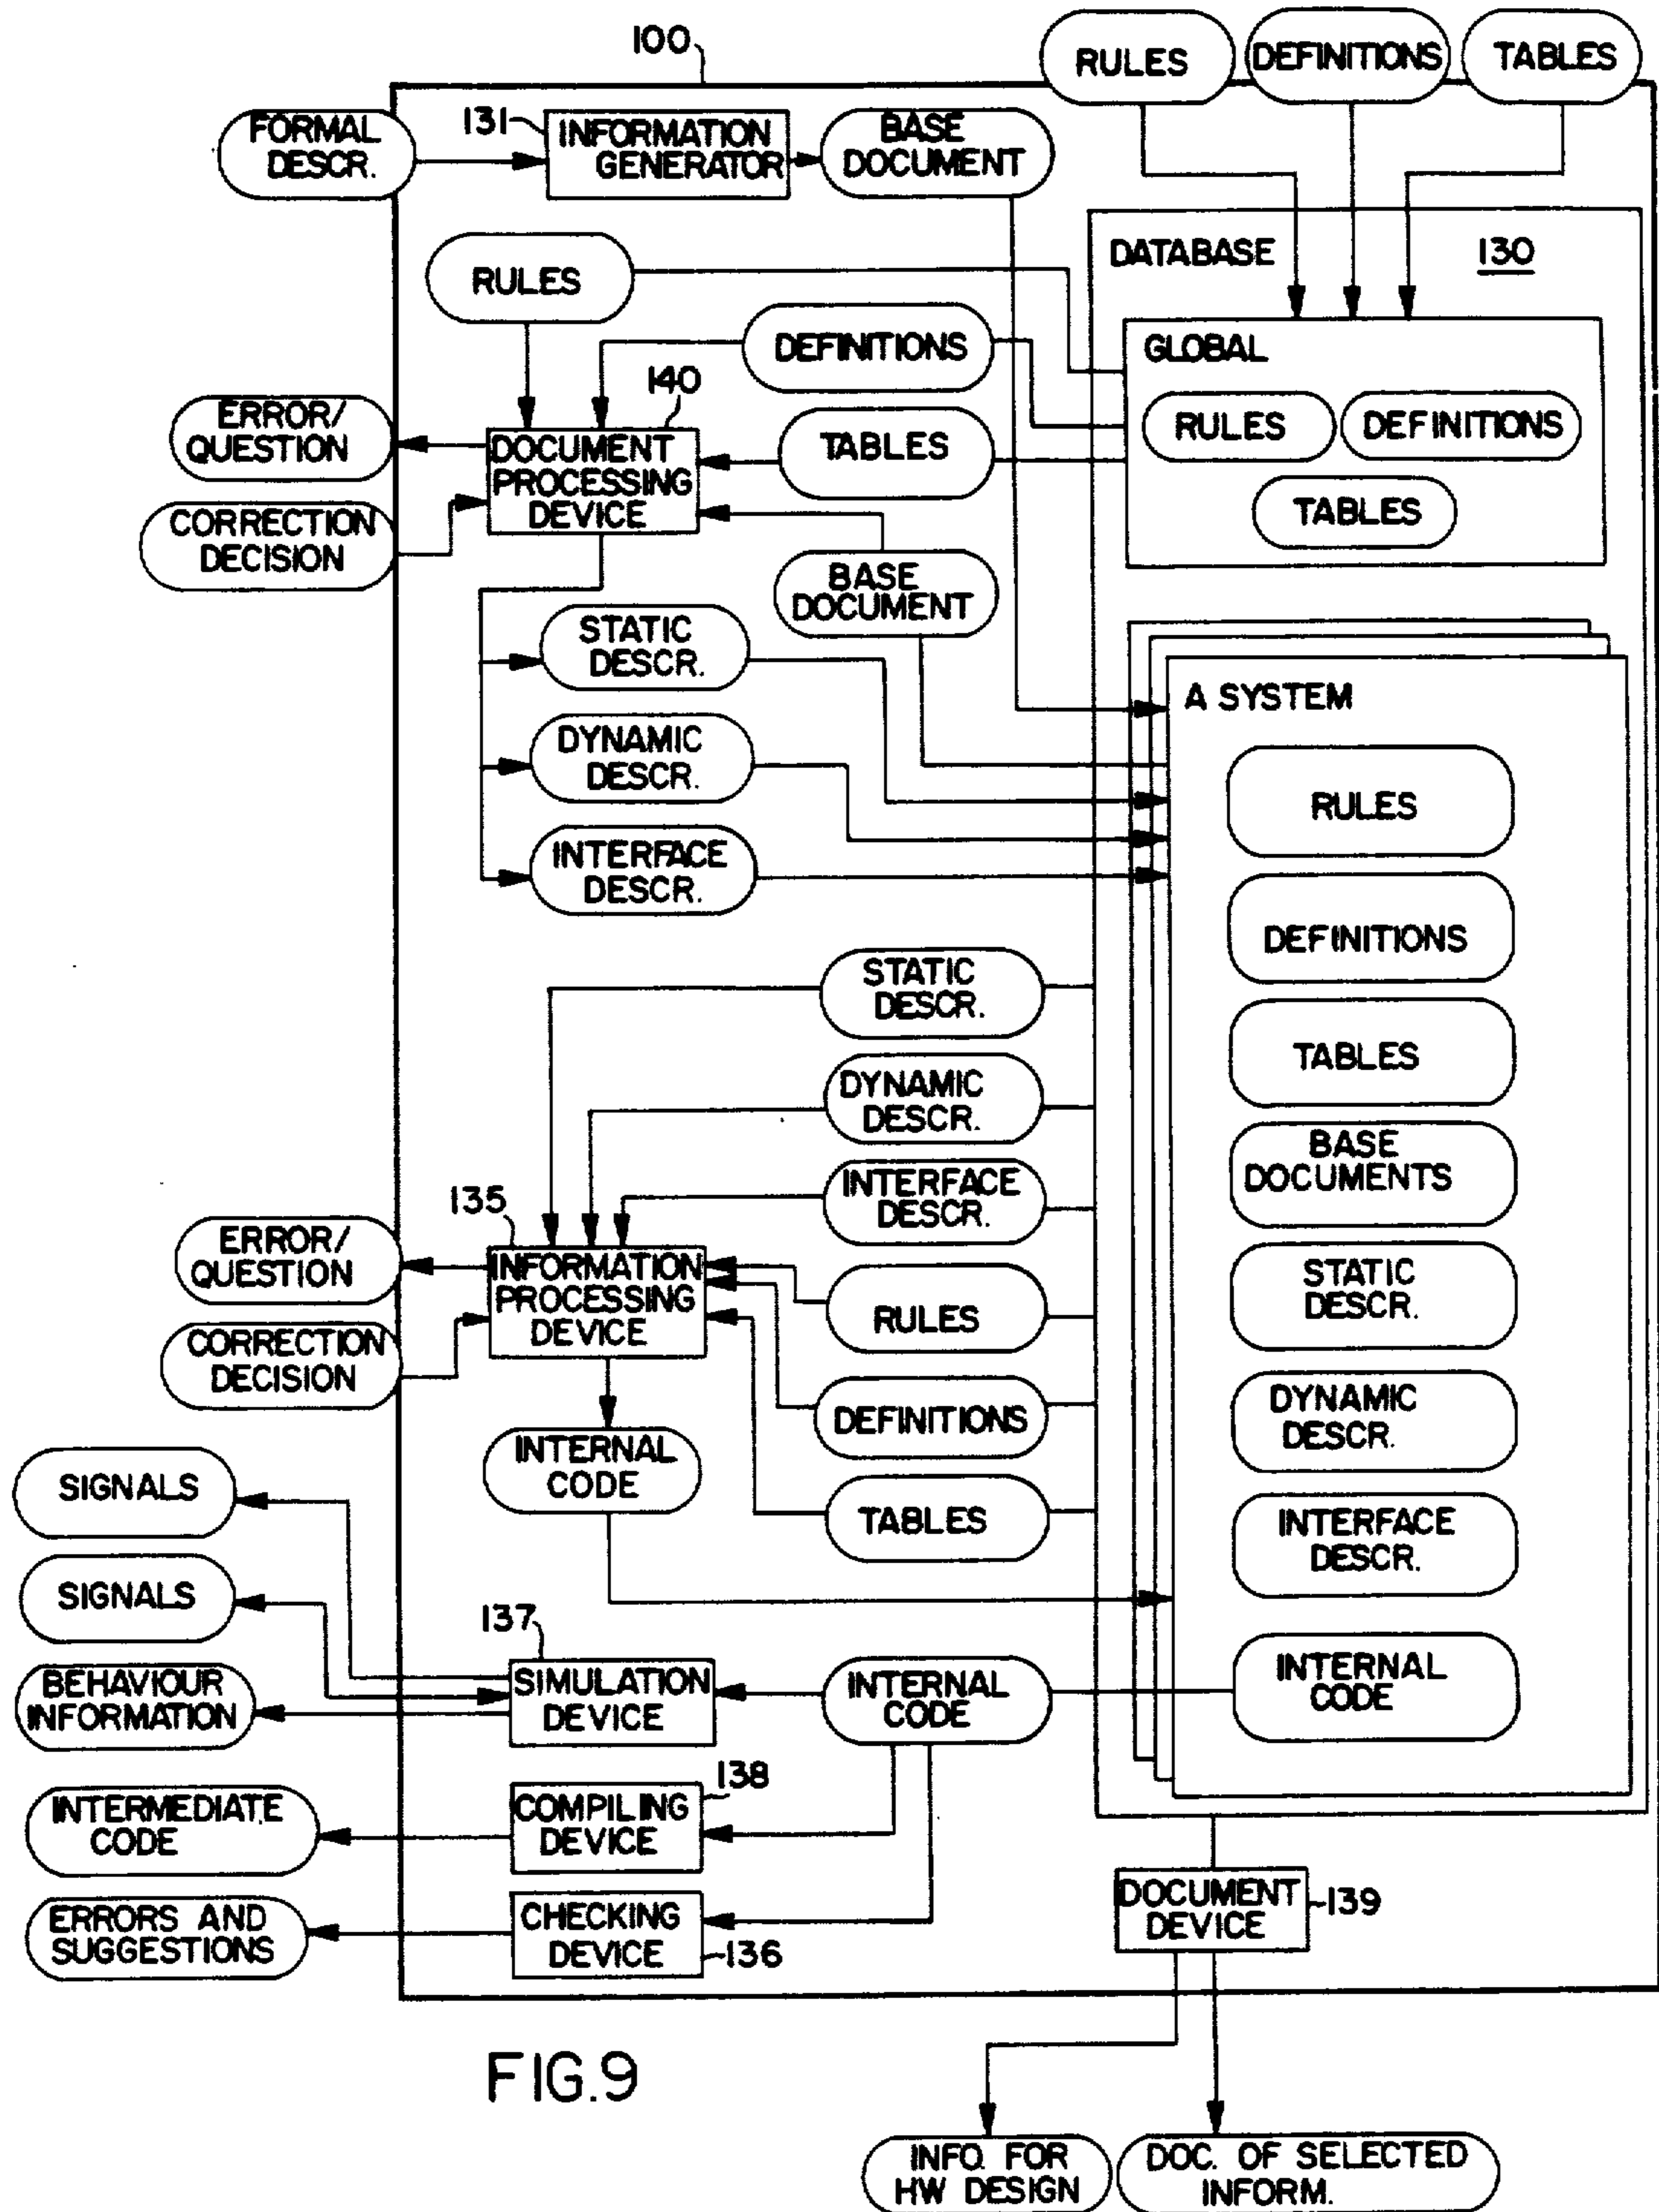 100
RULES
DEFINITIONS
TABLES
FORMAL
DESCR.
131
INFORMATION
GENERATOR
BASE
DOCUMENT
DATABASE
130
RULES
DEFINITIONS
GLOBAL
RULES
DEFINITIONS
TABLES
140
ERROR/
QUESTION
DOCUMENT
PROCESSING
DEVICE
TABLES
CORRECTION
DECISION
BASE
DOCUMENT
STATIC
DESCR.
DYNAMIC
DESCR.
INTERFACE
DESCR.
A SYSTEM
RULES
DEFINITIONS
TABLES
BASE
DOCUMENTS
STATIC
DESCR.
DYNAMIC
DESCR.
INTERFACE
DESCR.
INTERNAL
CODE
STATIC
DESCR.
DYNAMIC
DESCR.
INTERFACE
DESCR.
135
ERROR/
QUESTION
INFORMATION
PROCESSING
DEVICE
RULES
CORRECTION
DECISION
DEFINITIONS
INTERNAL
CODE
TABLES
SIGNALS
SIGNALS
137
BEHAVIOUR
INFORMATION
SIMULATION
DEVICE
INTERNAL
CODE
138
INTERMEDIATE
CODE
COMPILING
DEVICE
ERRORS AND
SUGGESTIONS
CHECKING
DEVICE
136
DOCUMENT
DEVICE
139
FIG.9
INFO. FOR
HW DESIGN
DOC. OF SELECTED
INFORM.